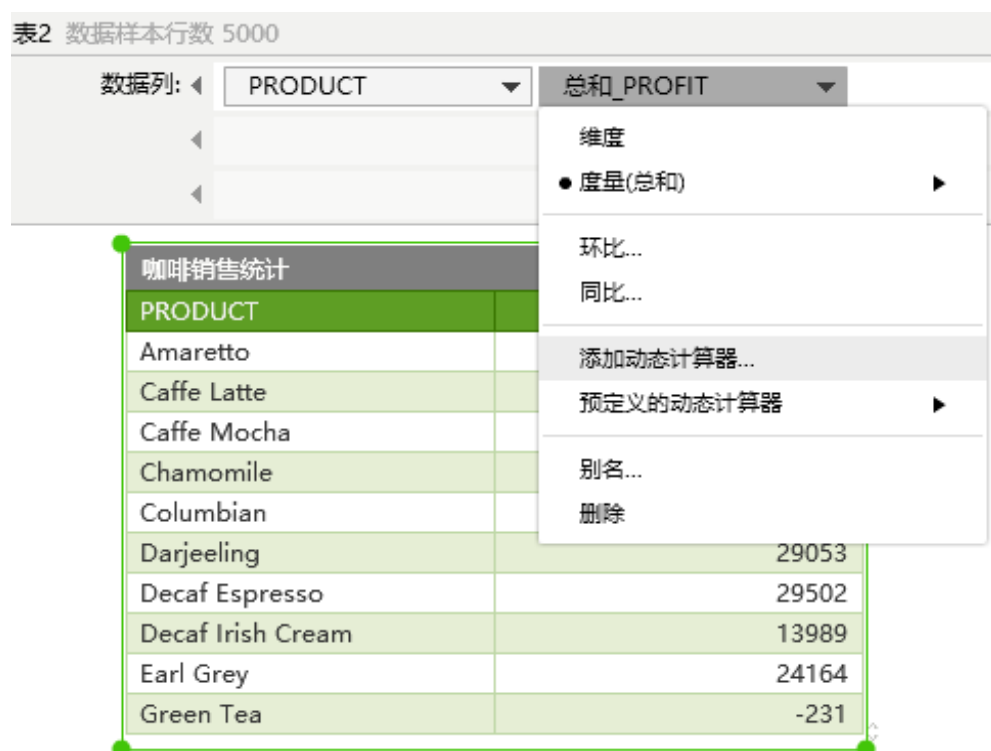 表2 数据样本行数 5000
数据列: PRODUCT 总和_PROFIT
维度
度量(总和)
环比...
同比...
添加动态计算器...
预定义的动态计算器
别名...
删除
咖啡销售统计
PRODUCT
Amaretto
Caffe Latte
Caffe Mocha
Chamomile
Columbian
Darjeeling 29053
Decaf Espresso 29502
Decaf Irish Cream 13989
Earl Grey 24164
Green Tea -231